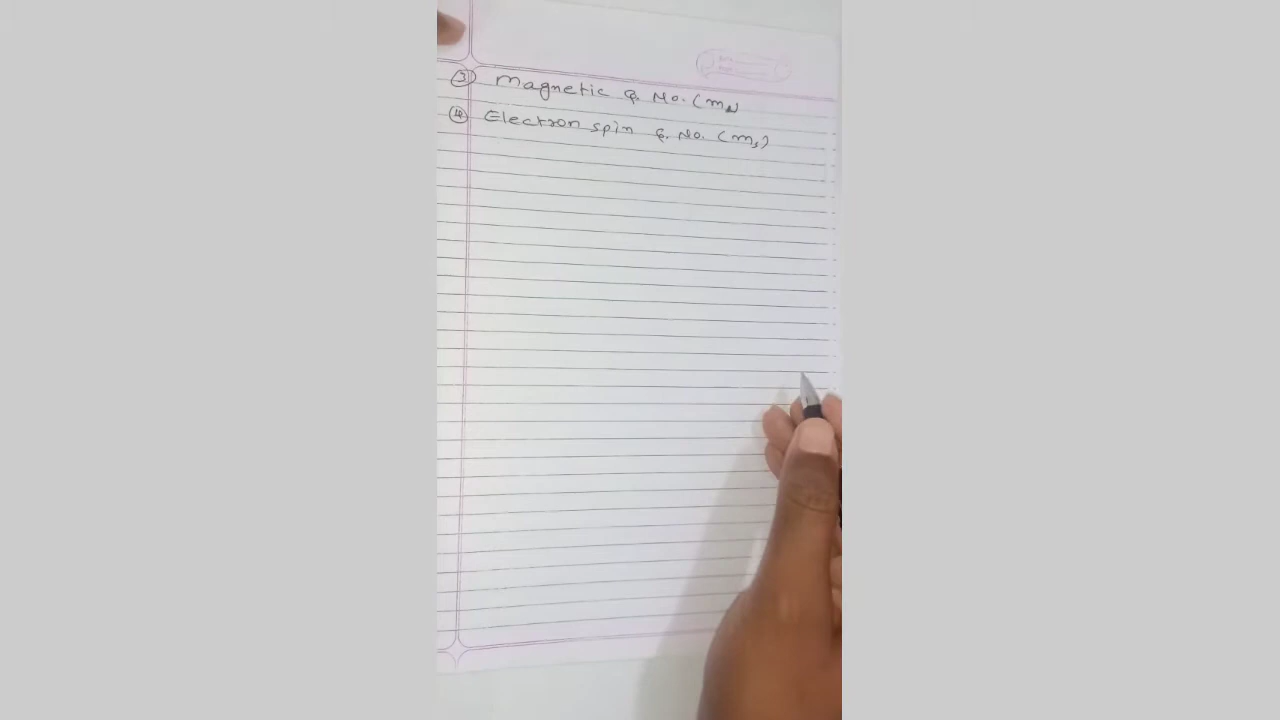 ③ Magnetic Q. No. (ml
④ Electron spin Q. No. (ms)